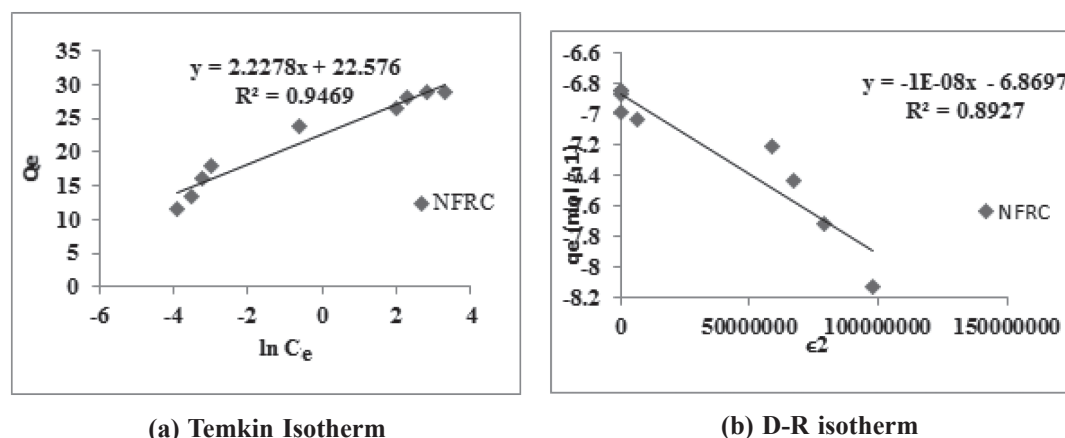 35
30
25
20
15
10
5
0
-6
-4
-2
0
2
4
y = 2.2278x + 22.576
R² = 0.9469
NFRC
Qe
ln Ce
(a) Temkin Isotherm
-6.6
-6.8
-7
-7.2
-7.4
-7.6
-7.8
-8
-8.2
0
50000000
100000000
150000000
y = -1E-08x - 6.8697
R² = 0.8927
NFRC
qe (mol
ϵ2
(b) D-R isotherm